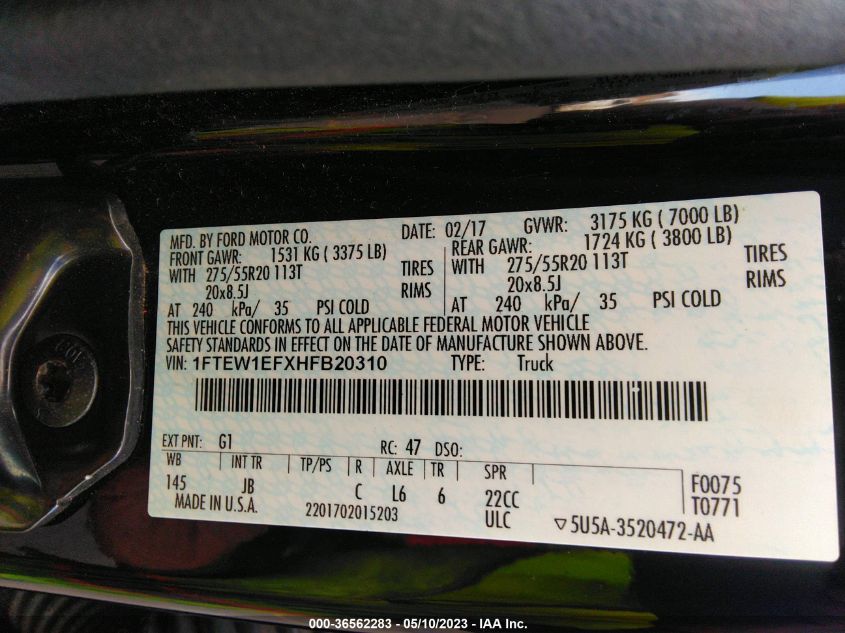 MFD. BY FORD MOTOR CO. DATE: 02/17 GVWR: 3175 KG ( 7000 LB)
FRONT GAWR: 1531 KG ( 3375 LB) REAR GAWR: 1724 KG ( 3800 LB)
WITH 275/55R20 113T TIRES WITH 275/55R20 113T TIRES
20x8.5J RIMS 20x8.5J RIMS
AT 240 kPa/ 35 PSI COLD AT 240 kPa/ 35 PSI COLD
THIS VEHICLE CONFORMS TO ALL APPLICABLE FEDERAL MOTOR VEHICLE
SAFETY STANDARDS IN EFFECT ON THE DATE OF MANUFACTURE SHOWN ABOVE.
VIN: 1FTEW1EFXHFB20310 TYPE: Truck
EXT PNT: G1 RC: 47 DSO:
WB INT TR TP/PS R AXLE TR SPR
145 JB C L6 6 22CC F0075
MADE IN U.S.A. 2201702015203 ULC T0771
▽5U5A-3520472-AA
000-36562283 - 05/10/2023 - IAA Inc.